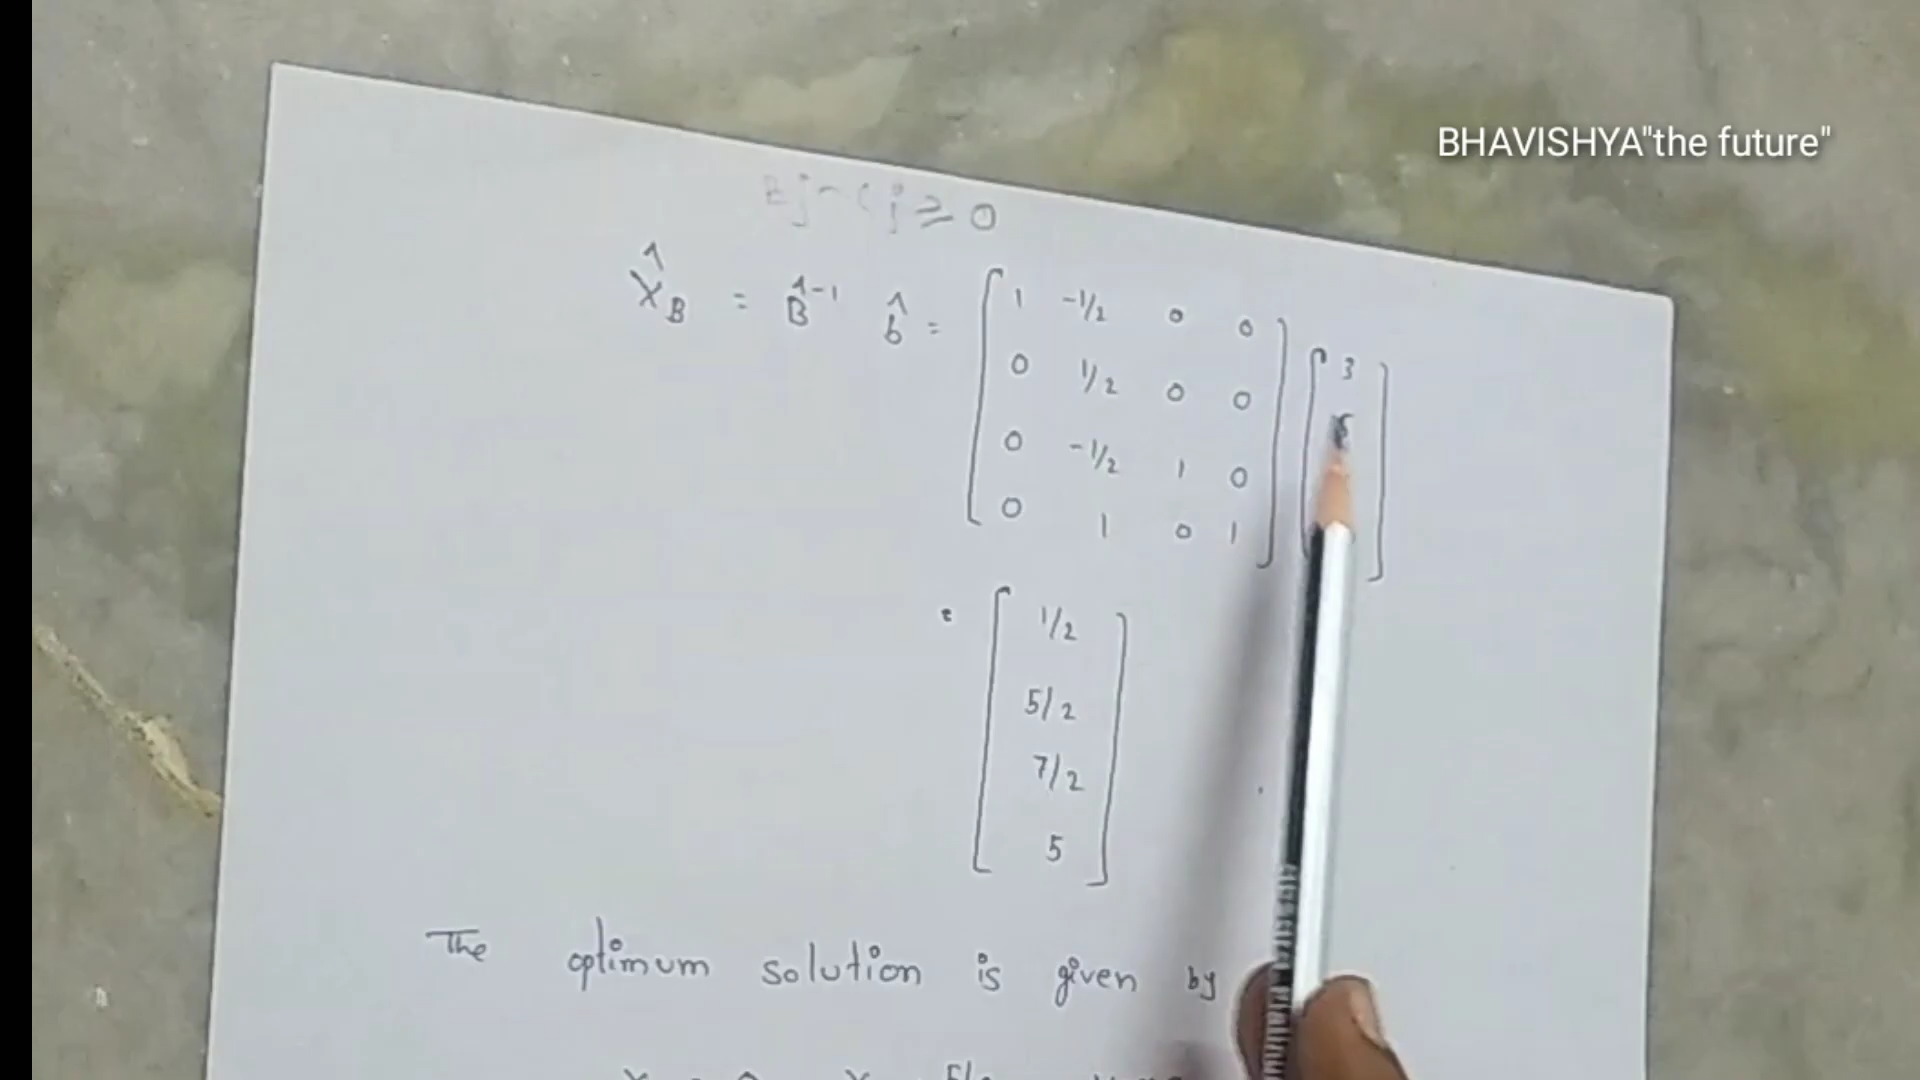 BHAVISHYA"the future"
Zj - Cj ≥ 0
X̂B = B̂⁻¹ b̂ = [ 1 -1/2 0 0 ] [ 3
0 1/2 0 0
0 -1/2 1 0
0 1 0 1 ]
= [ 1/2
5/2
7/2
5 ]
The optimum solution is given by